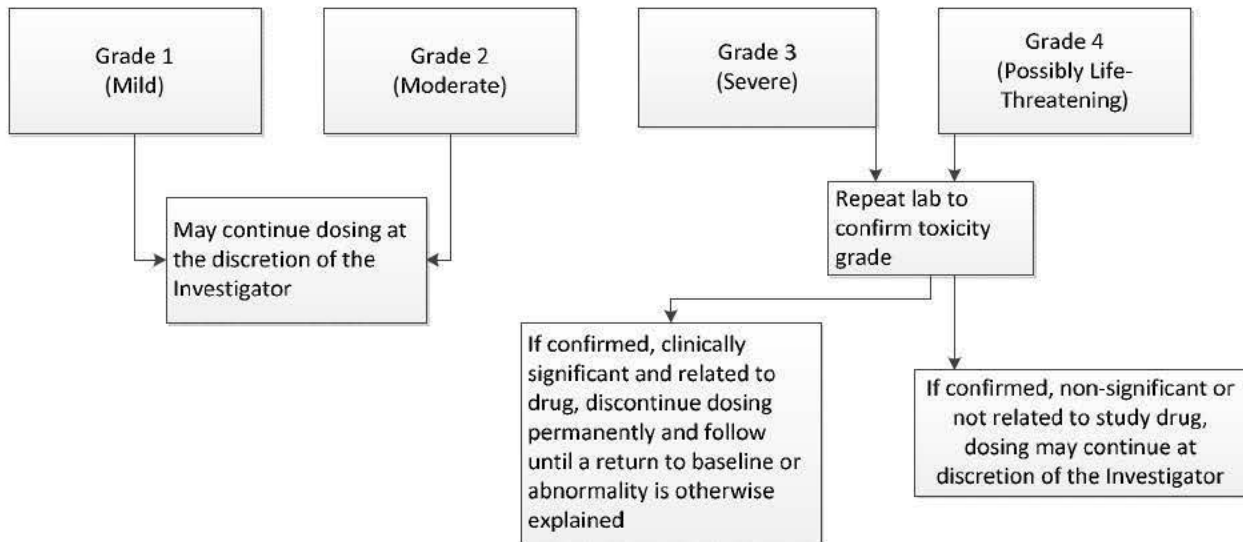 Grade 1
(Mild)
Grade 2
(Moderate)
Grade 3
(Severe)
Grade 4
(Possibly Life-
Threatening)
May continue dosing at
the discretion of the
Investigator
Repeat lab to
confirm toxicity
grade
If confirmed, clinically
significant and related to
drug, discontinue dosing
permanently and follow
until a return to baseline or
abnormality is otherwise
explained
If confirmed, non-significant or
not related to study drug,
dosing may continue at
discretion of the Investigator